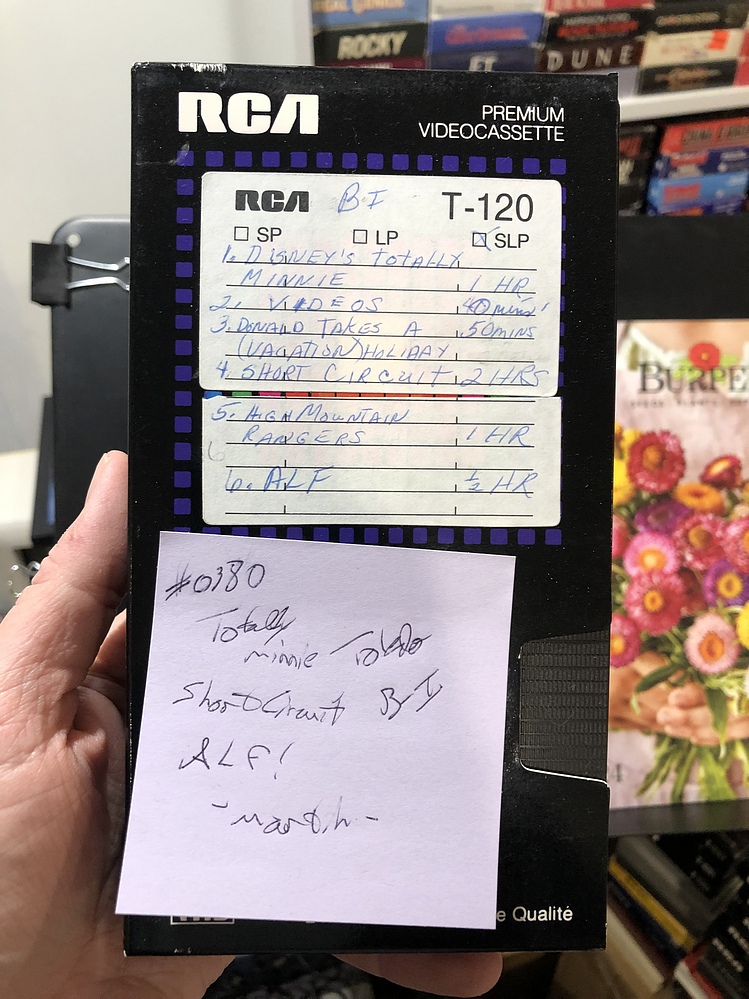 ROCKY
DUNE
RCA
PREMIUM
VIDEOCASSETTE
RCA B-I T-120
SP LP SLP
1. DISNEY'S TOTALLY
MINNIE 1 HR
2. VIDEOS 40 mins
3. DONALD TAKES A 50 MINS
(VACATION) HOLIDAY
4. SHORT CIRCUIT 2 HRS
5. HIGH MOUNTAIN
RANGERS 1 HR
6. ALF ½ HR
BURPE
#0380
Totally
minnie
Short Circuit B-I
ALF!
e Qualité